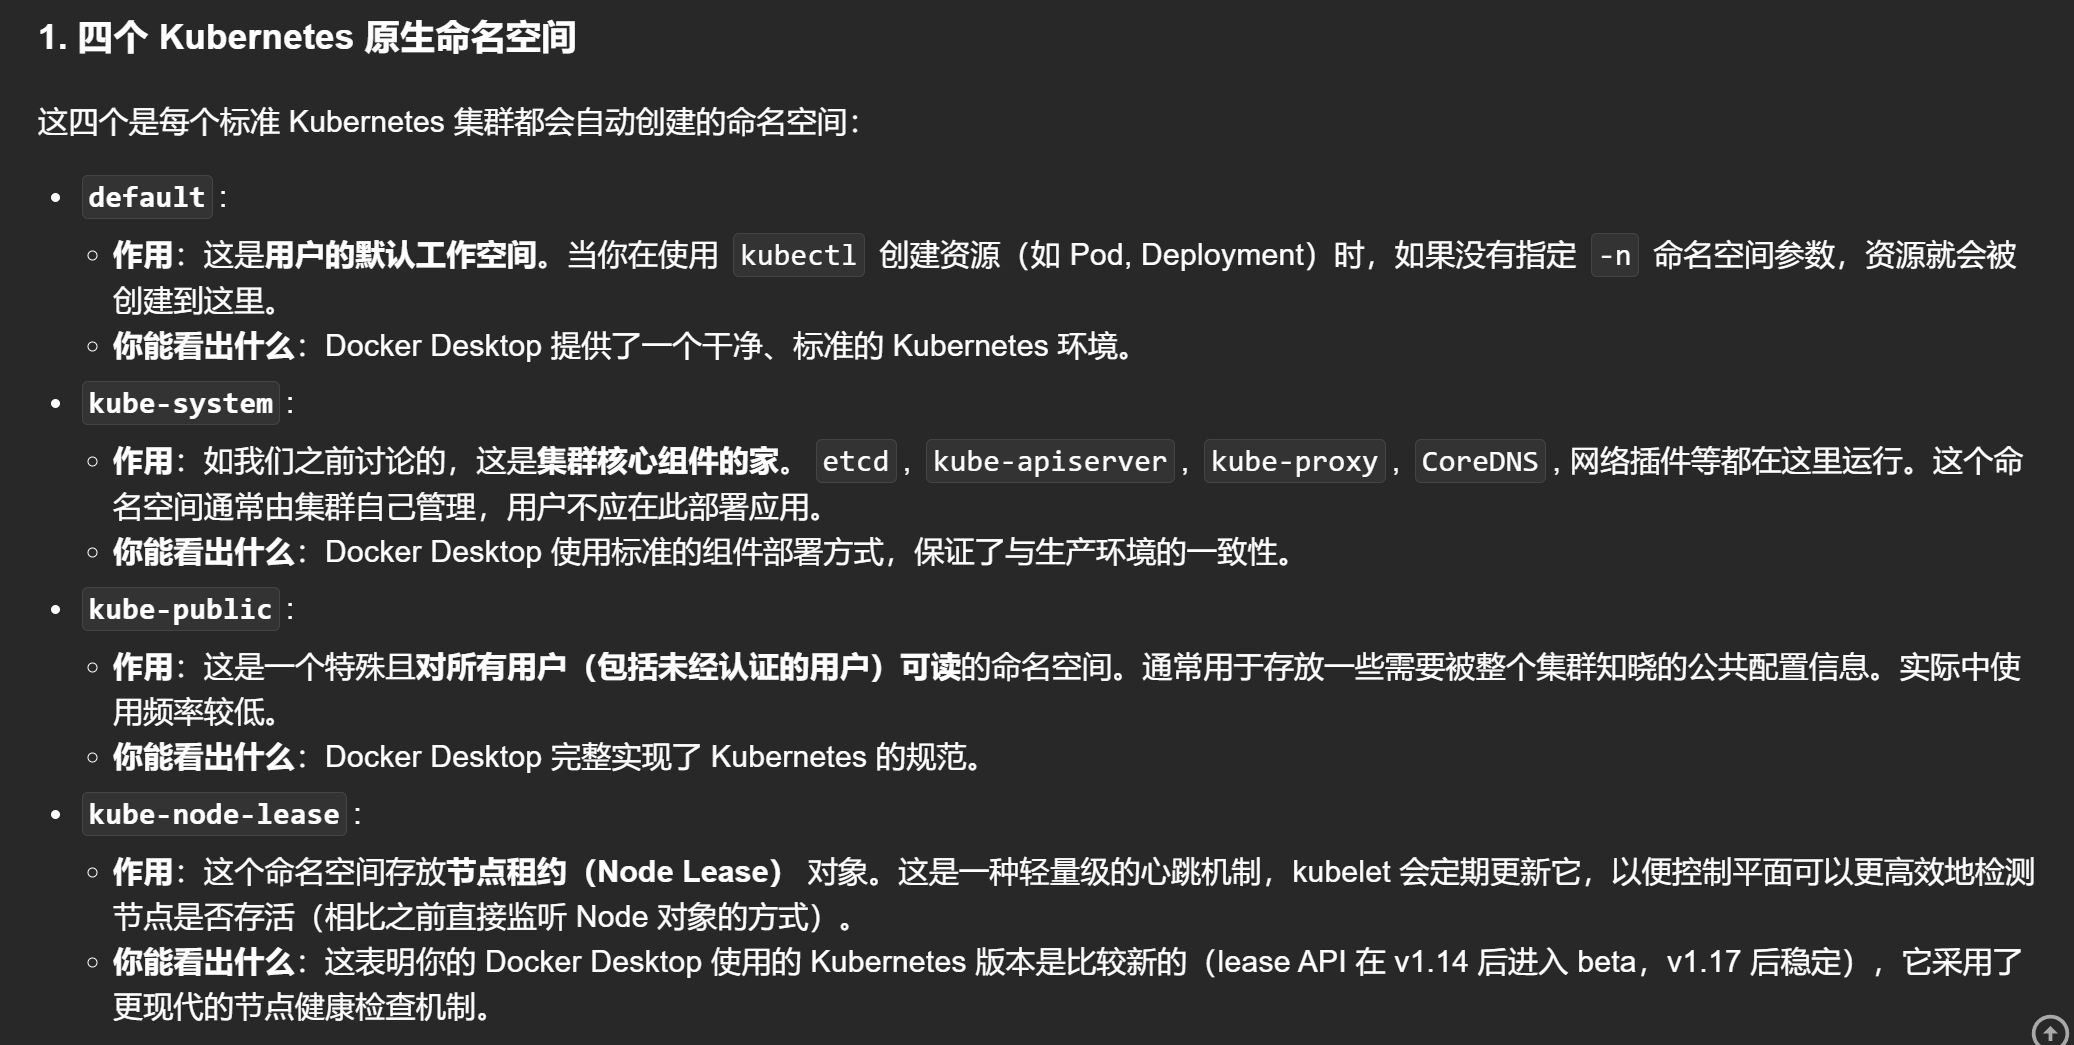 1. 四个 Kubernetes 原生命名空间
这四个是每个标准 Kubernetes 集群都会自动创建的命名空间：
• default：
◦ 作用：这是用户的默认工作空间。当你在使用 kubectl 创建资源（如 Pod, Deployment）时，如果没有指定 -n 命名空间参数，资源就会被
创建到这里。
◦ 你能看出什么：Docker Desktop 提供了一个干净、标准的 Kubernetes 环境。
• kube-system：
◦ 作用：如我们之前讨论的，这是集群核心组件的家。 etcd , kube-apiserver , kube-proxy , CoreDNS , 网络插件等都在这里运行。这个命
名空间通常由集群自己管理，用户不应在此部署应用。
◦ 你能看出什么：Docker Desktop 使用标准的组件部署方式，保证了与生产环境的一致性。
• kube-public：
◦ 作用：这是一个特殊且对所有用户（包括未经认证的用户）可读的命名空间。通常用于存放一些需要被整个集群知晓的公共配置信息。实际中使
用频率较低。
◦ 你能看出什么：Docker Desktop 完整实现了 Kubernetes 的规范。
• kube-node-lease：
◦ 作用：这个命名空间存放节点租约（Node Lease） 对象。这是一种轻量级的心跳机制，kubelet 会定期更新它，以便控制平面可以更高效地检测
节点是否存活（相比之前直接监听 Node 对象的方式）。
◦ 你能看出什么：这表明你的 Docker Desktop 使用的 Kubernetes 版本是比较新的（lease API 在 v1.14 后进入 beta，v1.17 后稳定），它采用了
更现代的节点健康检查机制。